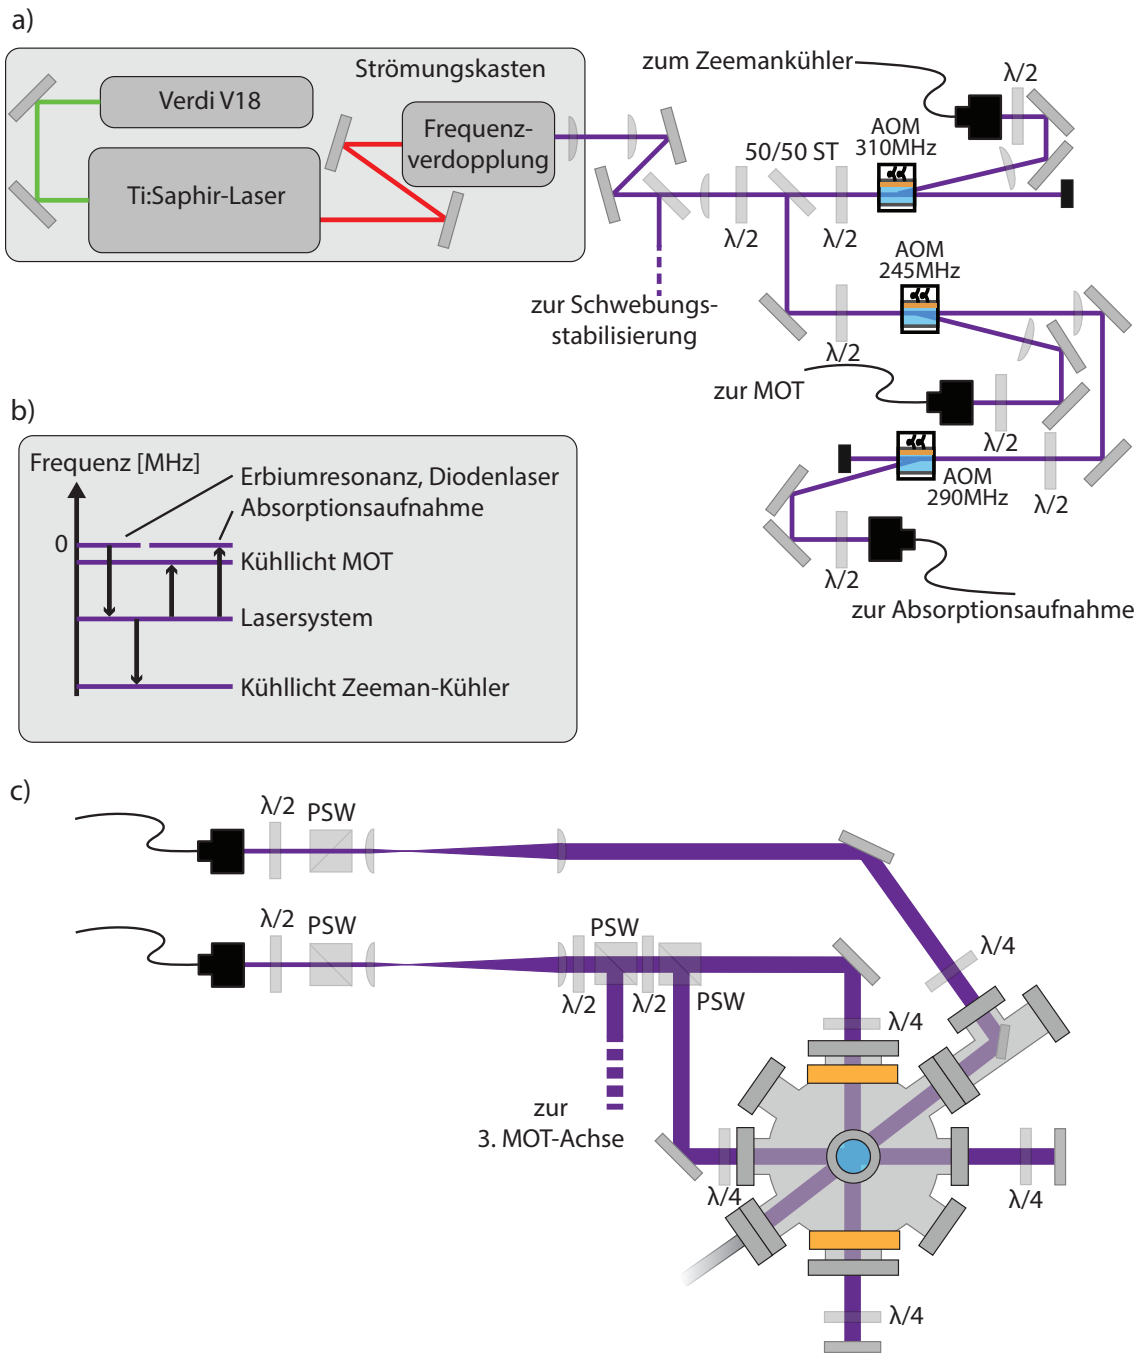 a)
Strömungskasten
Verdi V18
Ti:Saphir-Laser
Frequenz-
verdopplung
zum Zeemankühler
λ/2
AOM
310MHz
50/50 ST
λ/2
λ/2
AOM
245MHz
zur Schwebungs-
stabilisierung
λ/2
zur MOT
λ/2
AOM
290MHz
λ/2
λ/2
zur Absorptionsaufnahme
b)
Frequenz [MHz]
Erbiumresonanz, Diodenlaser
Absorptionsaufnahme
0
Kühllicht MOT
Lasersystem
Kühllicht Zeeman-Kühler
c)
λ/2
PSW
λ/2
PSW
PSW
λ/2
λ/2
PSW
λ/4
λ/4
zur
3. MOT-Achse
λ/4
λ/4
λ/4